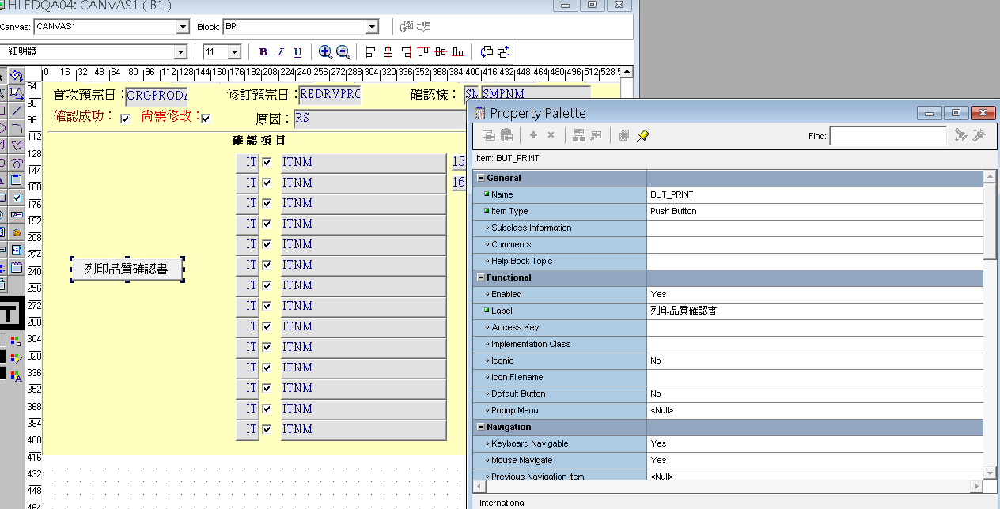 HLEDQA04: CANVAS1 ( B1 )
Canvas: CANVAS1 Block: BP
細明體 11 B I U
0 16 32 48 64 80 96 112 128 144 160 176 192 208 224 240 256 272 288 304 320 336 352 368 384 400 416 432 448 464 480 496 512 528
64
80
96
112
128
144
160
176
192
208
224
240
256
272
288
304
320
336
352
368
384
400
416
432
448
464
首次預完日： ORGPRODA 修訂預完日： REDRVPRO 確認樣： SM SMPNM
確認成功： 尚需修改： 原因： RS
確認項目
IT ITNM 15
IT ITNM 16
IT ITNM
IT ITNM
IT ITNM
IT ITNM
IT ITNM
IT ITNM
IT ITNM
IT ITNM
IT ITNM
IT ITNM
IT ITNM
IT ITNM
列印品質確認書
T
Property Palette
Find:
Item: BUT_PRINT
General
Name BUT_PRINT
Item Type Push Button
Subclass Information
Comments
Help Book Topic
Functional
Enabled Yes
Label 列印品質確認書
Access Key
Implementation Class
Iconic No
Icon Filename
Default Button No
Popup Menu <Null>
Navigation
Keyboard Navigable Yes
Mouse Navigate Yes
Previous Navigation Item <Null>
International